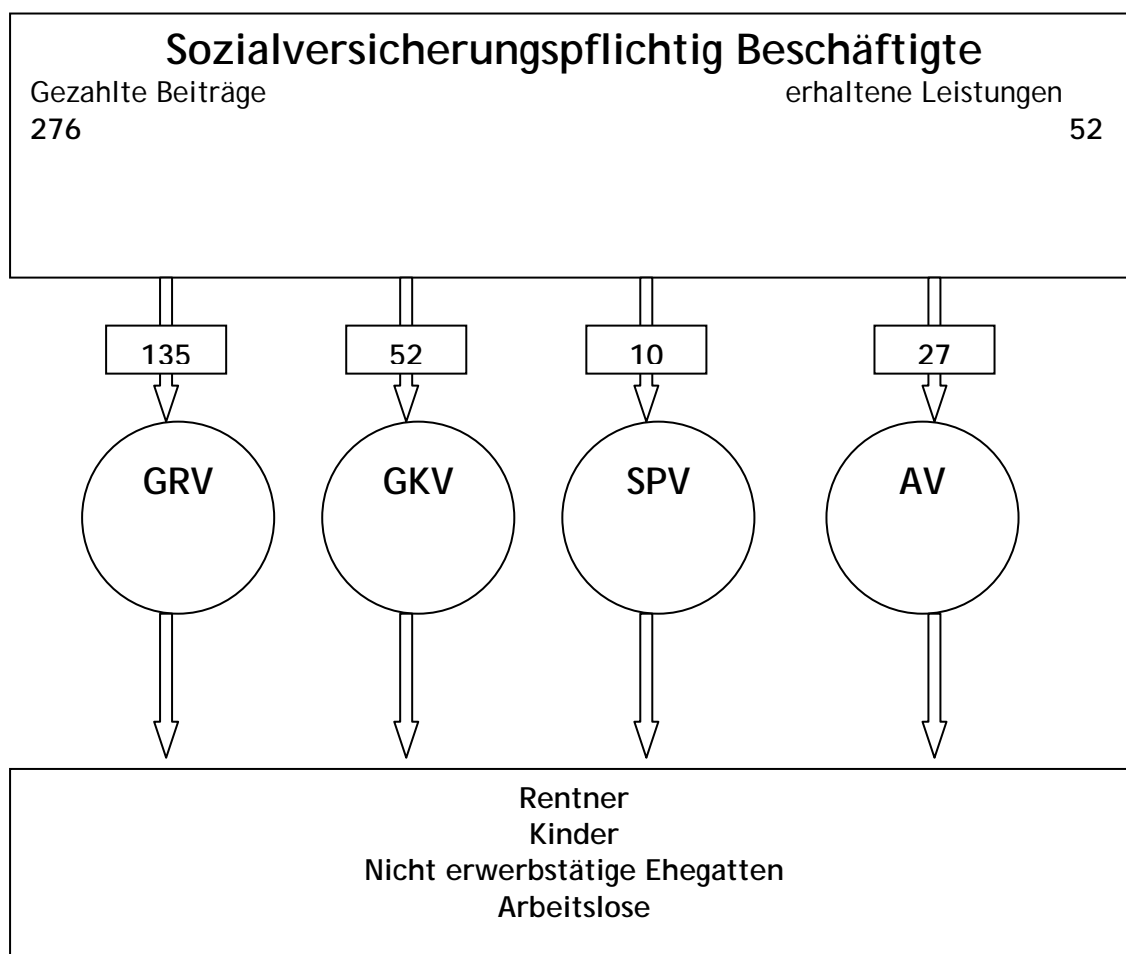 Sozialversicherungspflichtig Beschäftigte
Gezahlte Beiträge erhaltene Leistungen
276 52
135 52 10 27
GRV GKV SPV AV
Rentner
Kinder
Nicht erwerbstätige Ehegatten
Arbeitslose